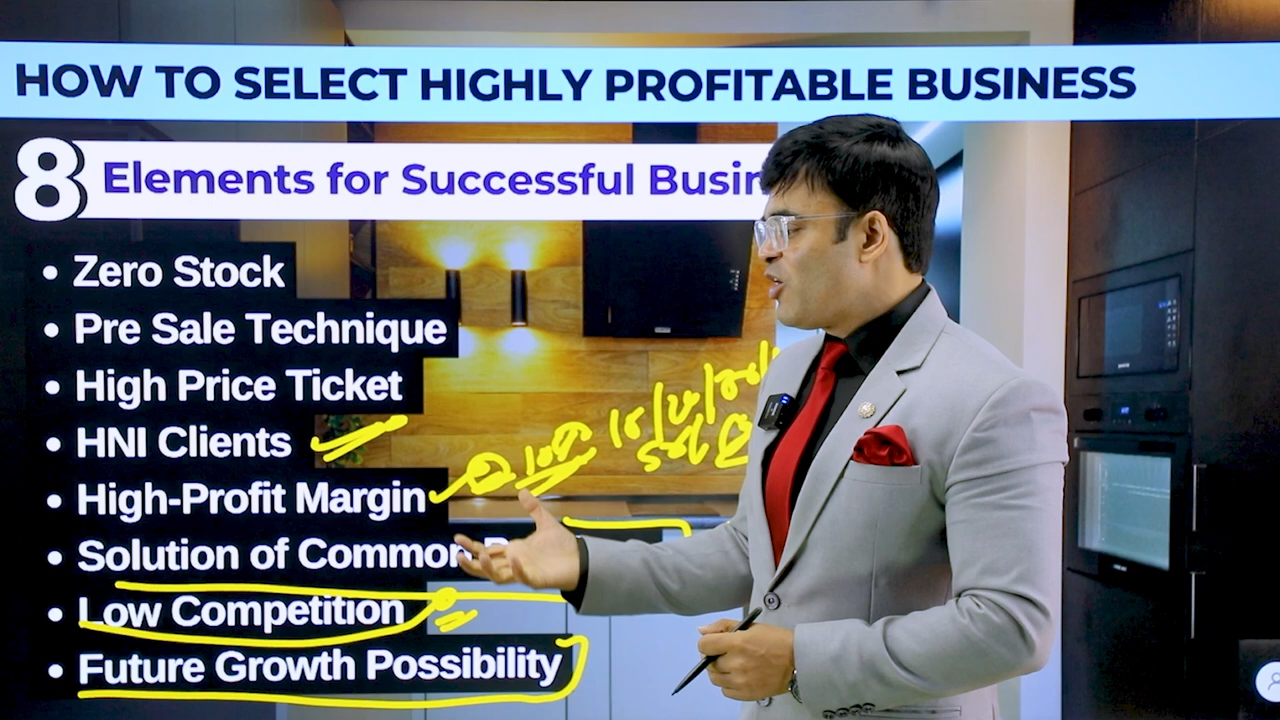 HOW TO SELECT HIGHLY PROFITABLE BUSINESS
8 Elements for Successful Busin
• Zero Stock
• Pre Sale Technique
• High Price Ticket
• HNI Clients
• High-Profit Margin
• Solution of Common
• Low Competition
• Future Growth Possibility